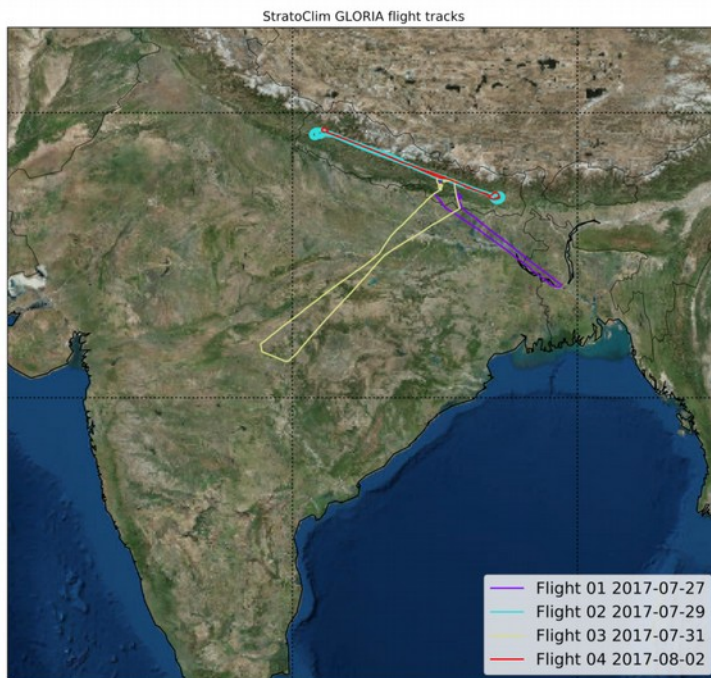 StratoClim GLORIA flight tracks
Flight 01 2017-07-27
Flight 02 2017-07-29
Flight 03 2017-07-31
Flight 04 2017-08-02